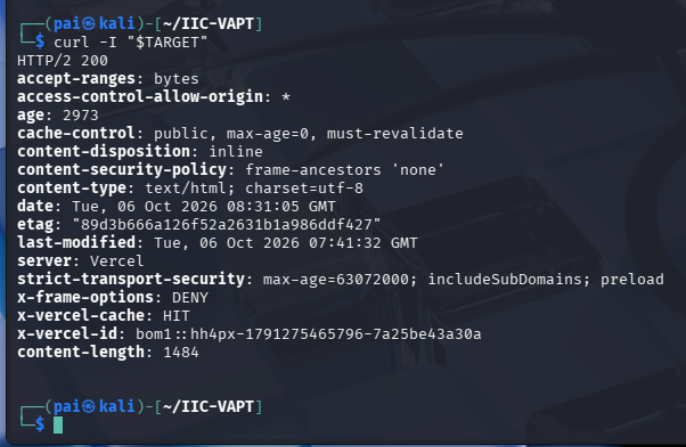 ┌──(pai㉿kali)-[~/IIC-VAPT]
└─$ curl -I "$TARGET"
HTTP/2 200
accept-ranges: bytes
access-control-allow-origin: *
age: 2973
cache-control: public, max-age=0, must-revalidate
content-disposition: inline
content-security-policy: frame-ancestors 'none'
content-type: text/html; charset=utf-8
date: Tue, 06 Oct 2026 08:31:05 GMT
etag: "89d3b666a126f52a2631b1a986ddf427"
last-modified: Tue, 06 Oct 2026 07:41:32 GMT
server: Vercel
strict-transport-security: max-age=63072000; includeSubDomains; preload
x-frame-options: DENY
x-vercel-cache: HIT
x-vercel-id: bom1::hh4px-1791275465796-7a25be43a30a
content-length: 1484
┌──(pai㉿kali)-[~/IIC-VAPT]
└─$